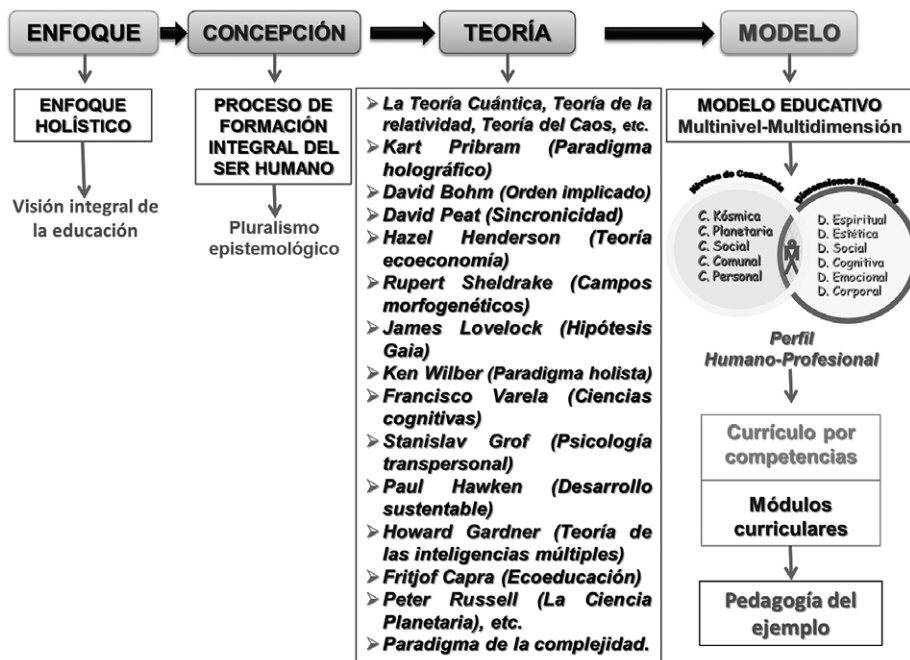 ENFOQUE
CONCEPCIÓN
TEORÍA
MODELO
ENFOQUE
HOLÍSTICO
Visión integral de
la educación
PROCESO DE
FORMACIÓN
INTEGRAL DEL
SER HUMANO
Pluralismo
epistemológico
➢ La Teoría Cuántica, Teoría de la
relatividad, Teoría del Caos, etc.
➢ Kart Pribram (Paradigma
holográfico)
➢ David Bohm (Orden implicado)
➢ David Peat (Sincronicidad)
➢ Hazel Henderson (Teoría
ecoeconomía)
➢ Rupert Sheldrake (Campos
morfogenéticos)
➢ James Lovelock (Hipótesis
Gaia)
➢ Ken Wilber (Paradigma holista)
➢ Francisco Varela (Ciencias
cognitivas)
➢ Stanislav Grof (Psicología
transpersonal)
➢ Paul Hawken (Desarrollo
sustentable)
➢ Howard Gardner (Teoría de
las inteligencias múltiples)
➢ Fritjof Capra (Ecoeducación)
➢ Peter Russell (La Ciencia
Planetaria), etc.
➢ Paradigma de la complejidad.
MODELO EDUCATIVO
Multinivel-Multidimensión
Niveles de Conciencia
C. Kósmica
C. Planetaria
C. Social
C. Comunal
C. Personal
Dimensiones Humanas
D. Espiritual
D. Estética
D. Social
D. Cognitiva
D. Emocional
D. Corporal
Perfil
Humano-Profesional
Currículo por
competencias
Módulos
curriculares
Pedagogía del
ejemplo